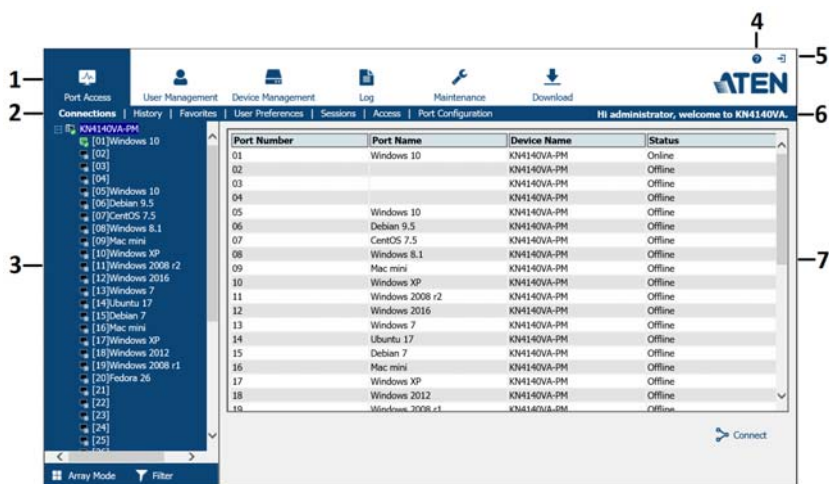 4
5
1
ATEN
Port Access User Management Device Management Log Maintenance Download
2
Connections | History | Favorites | User Preferences | Sessions | Access | Port Configuration Hi administrator, welcome to KN4140VA.
6
KN4140VA-PM
[01]Windows 10
[02]
[03]
[04]
[05]Windows 10
[06]Debian 9.5
[07]CentOS 7.5
[08]Windows 8.1
[09]Mac mini
[10]Windows XP
3
[11]Windows 2008 r2
[12]Windows 2016
[13]Windows 7
[14]Ubuntu 17
[15]Debian 7
[16]Mac mini
[17]Windows XP
[18]Windows 2012
[19]Windows 2008 r1
[20]Fedora 26
[21]
[22]
[23]
[24]
[25]
Array Mode Filter
Port Number Port Name Device Name Status
01 Windows 10 KN4140VA-PM Online
02 KN4140VA-PM Offline
03 KN4140VA-PM Offline
04 KN4140VA-PM Offline
05 Windows 10 KN4140VA-PM Offline
06 Debian 9.5 KN4140VA-PM Offline
07 CentOS 7.5 KN4140VA-PM Offline
08 Windows 8.1 KN4140VA-PM Offline
09 Mac mini KN4140VA-PM Offline
10 Windows XP KN4140VA-PM Offline
7
11 Windows 2008 r2 KN4140VA-PM Offline
12 Windows 2016 KN4140VA-PM Offline
13 Windows 7 KN4140VA-PM Offline
14 Ubuntu 17 KN4140VA-PM Offline
15 Debian 7 KN4140VA-PM Offline
16 Mac mini KN4140VA-PM Offline
17 Windows XP KN4140VA-PM Offline
18 Windows 2012 KN4140VA-PM Offline
19 Windows 2008 r1 KN4140VA-PM Offline
Connect